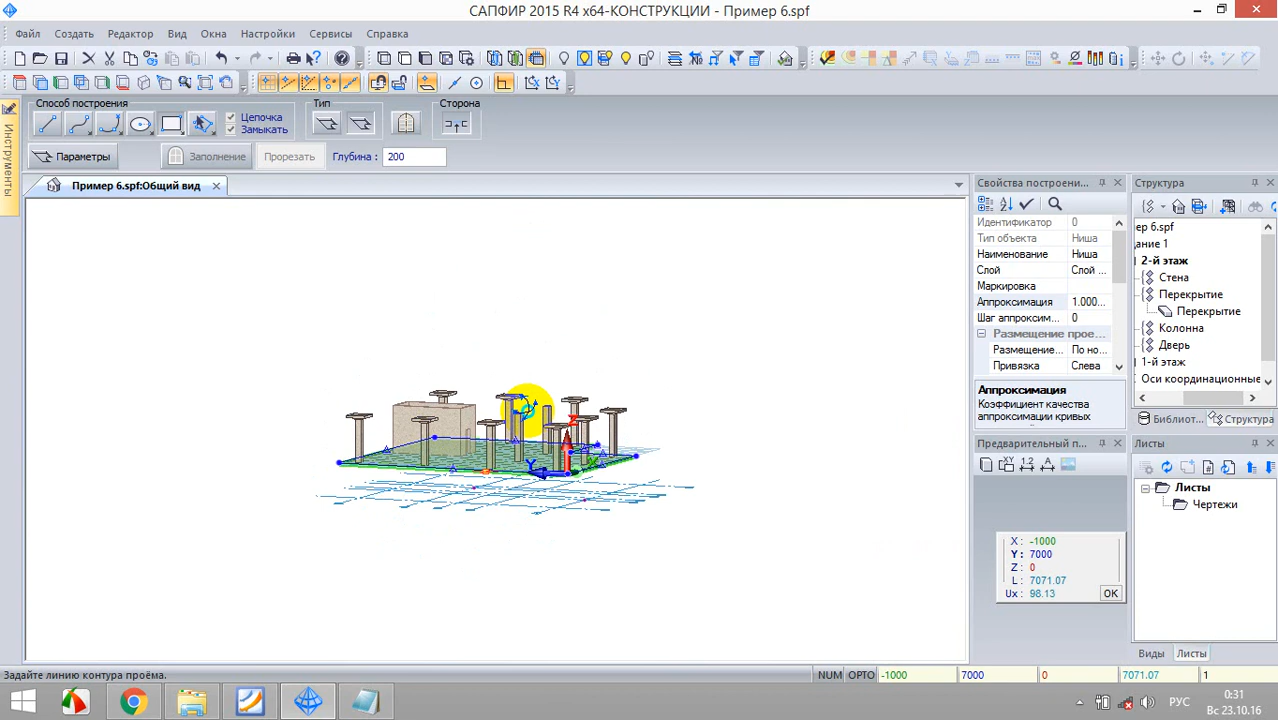 САПФИР 2015 R4 x64-КОНСТРУКЦИИ - Пример 6.spf
Файл Создать Редактор Вид Окна Настройки Сервисы Справка
Способ построения Тип Сторона
Цепочка
Замыкать
Параметры Заполнение Прорезать Глубина : 200
Инструменты
Пример 6.spf:Общий вид
Свойства построени...
Идентификатор 0
Тип объекта Ниша
Наименование Ниша
Слой Слой ...
Маркировка
Аппроксимация 1.000...
Шаг аппроксим... 0
Размещение прое...
Размещение... По но...
Привязка Слева
Аппроксимация
Коэффициент качества
аппроксимации кривых
Предварительный п...
X : -1000
Y : 7000
Z : 0
L : 7071.07
Ux : 98.13
OK
Структура
ер 6.spf
ание 1
2-й этаж
Стена
Перекрытие
Перекрытие
Колонна
Дверь
1-й этаж
Оси координационные
Библиот... Структура
Листы
Листы
Чертежи
Виды Листы
Y
Z
Задайте линию контура проёма.
NUM ОРТО -1000 7000 0 7071.07 1
РУС
0:31
Вс 23.10.16